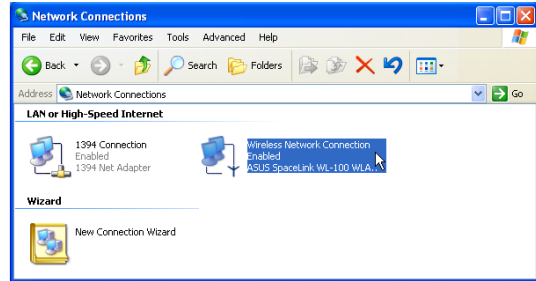 Network Connections
File Edit View Favorites Tools Advanced Help
Back Search Folders
Address Network Connections Go
LAN or High-Speed Internet
1394 Connection
Enabled
1394 Net Adapter
Wireless Network Connection
Enabled
ASUS SpaceLink WL-100 WLA...
Wizard
New Connection Wizard